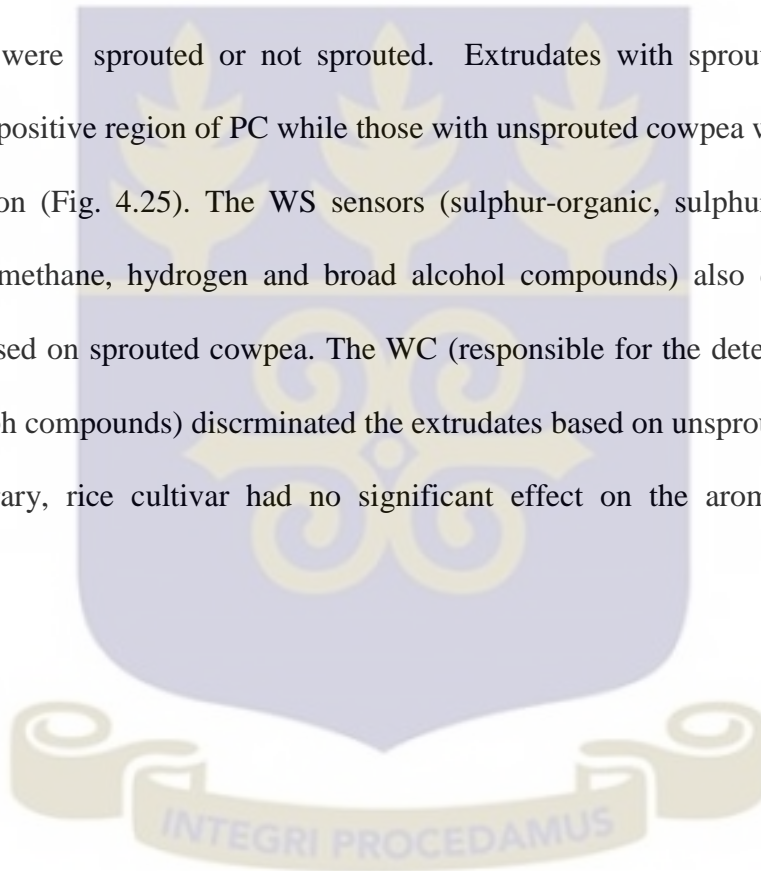 were sprouted or not sprouted. Extrudates with sprou
positive region of PC while those with unsprouted cowpea w
on (Fig. 4.25). The WS sensors (sulphur-organic, sulphur
methane, hydrogen and broad alcohol compounds) also
sed on sprouted cowpea. The WC (responsible for the dete
h compounds) discrminated the extrudates based on unsprou
ary, rice cultivar had no significant effect on the arom
INTEGRI PROCEDAMUS